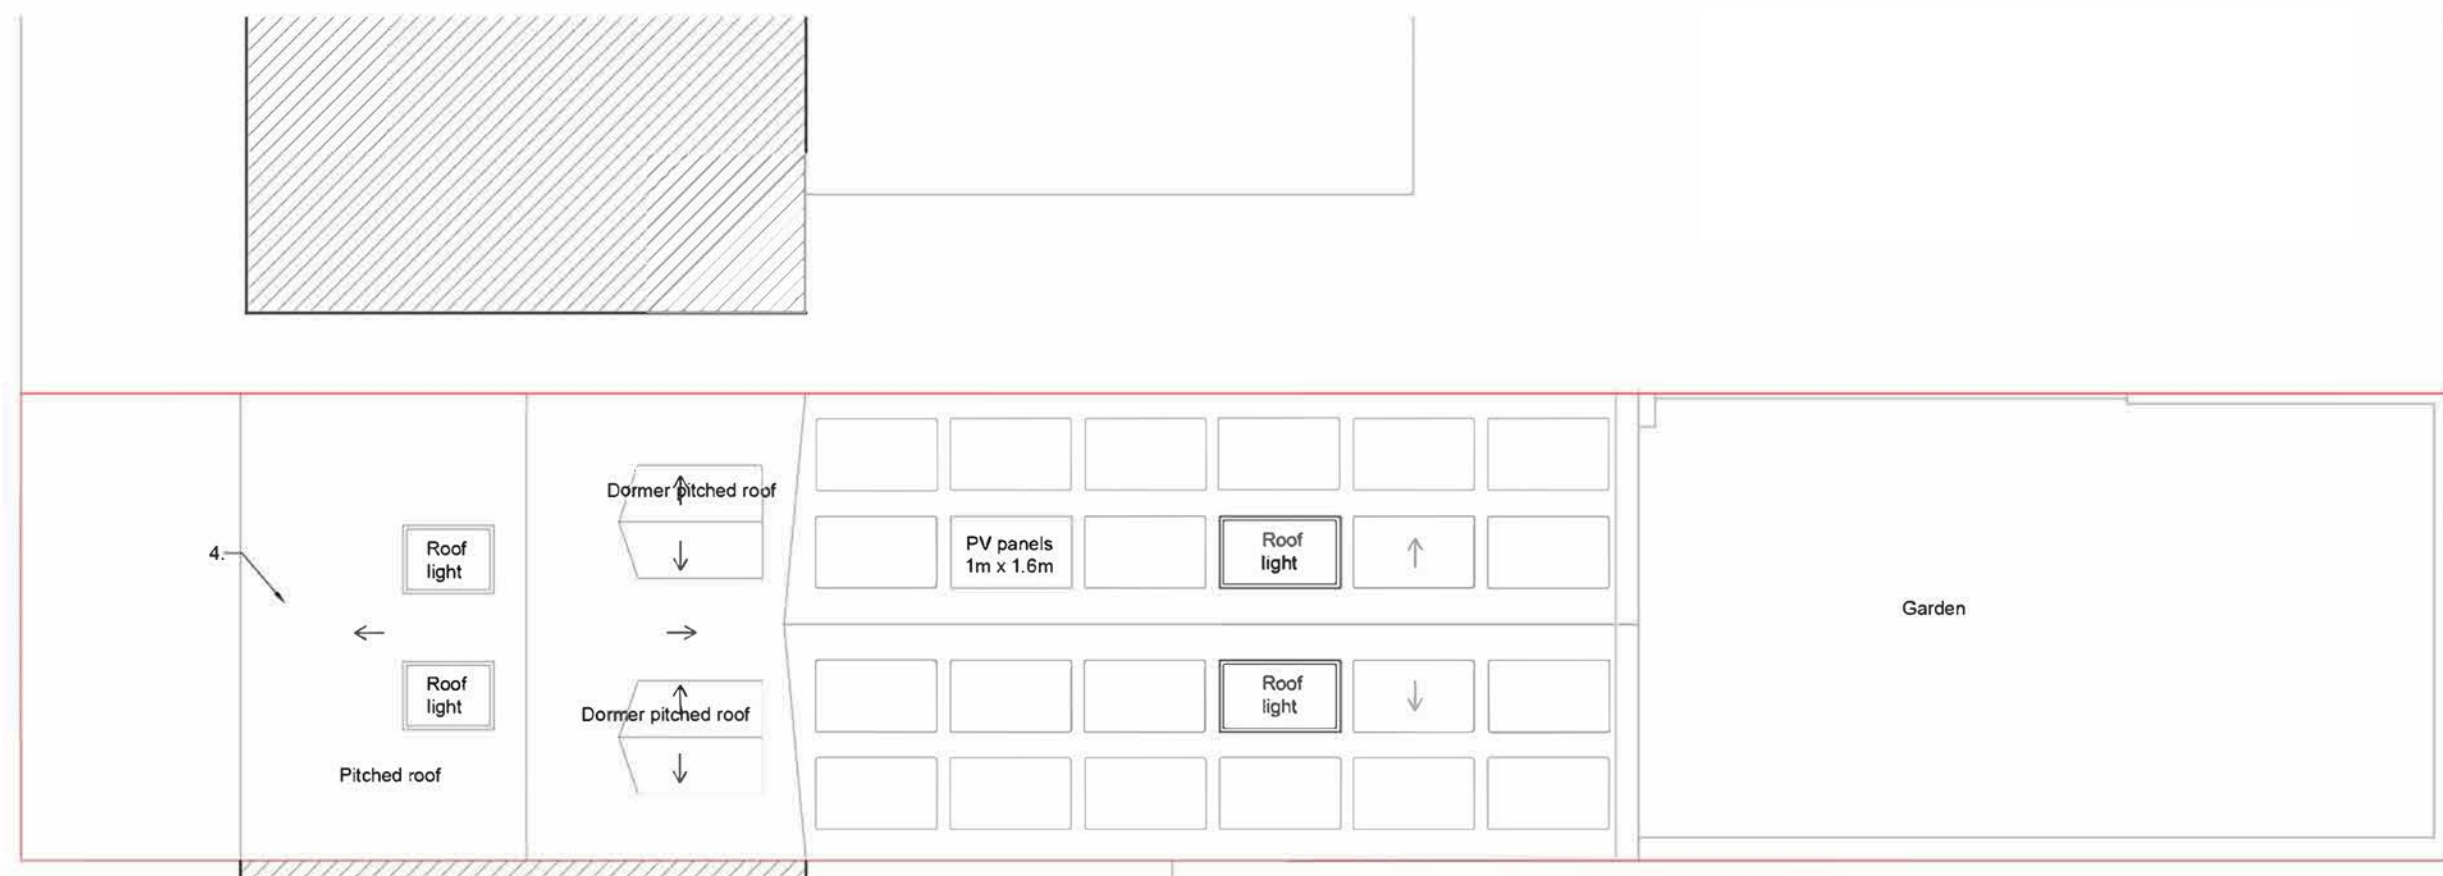 Dormer pitched roof
4.
Roof
light
PV panels
1m x 1.6m
Roof
light
Garden
Roof
light
Dormer pitched roof
Roof
light
Pitched roof